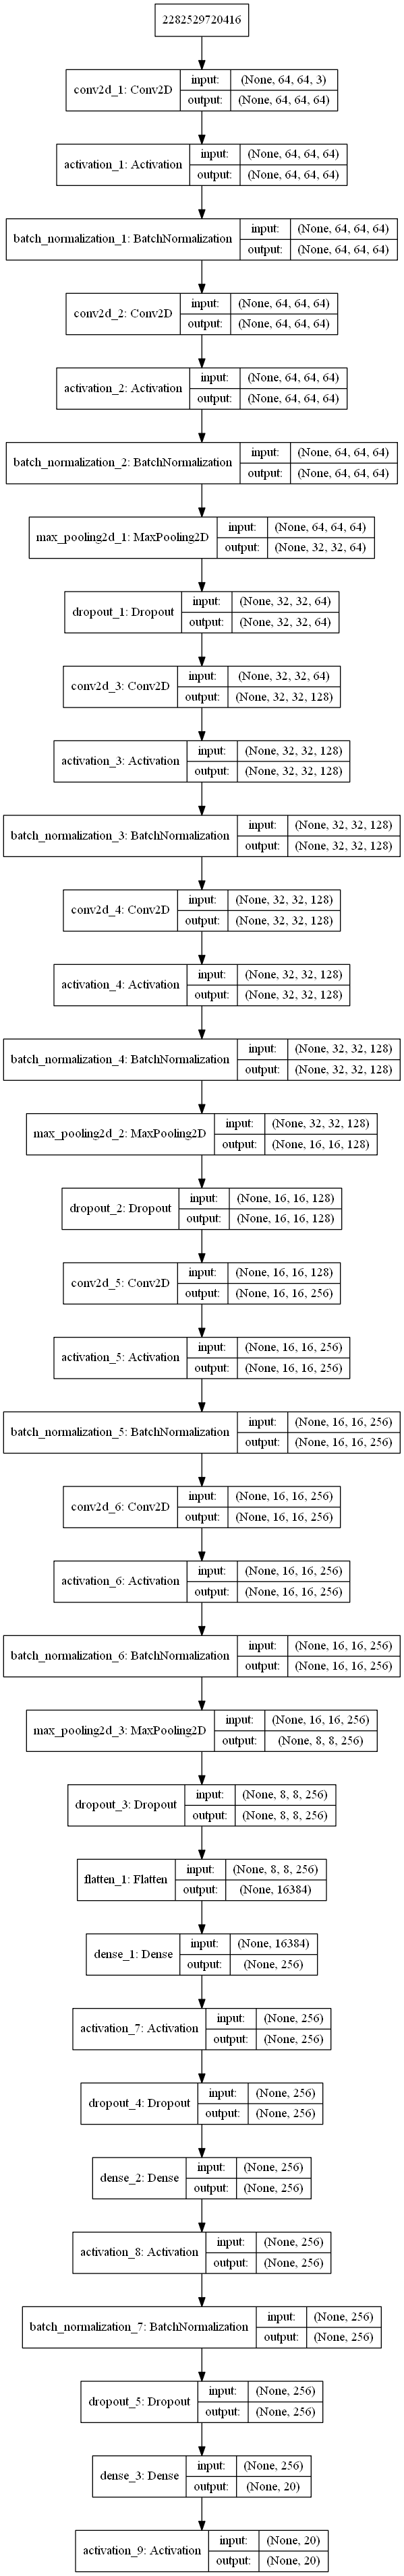 2282529720416
conv2d_1: Conv2D
input:
(None, 64, 64, 3)
output:
(None, 64, 64, 64)
activation_1: Activation
input:
(None, 64, 64, 64)
output:
(None, 64, 64, 64)
batch_normalization_1: BatchNormalization
input:
(None, 64, 64, 64)
output:
(None, 64, 64, 64)
conv2d_2: Conv2D
input:
(None, 64, 64, 64)
output:
(None, 64, 64, 64)
activation_2: Activation
input:
(None, 64, 64, 64)
output:
(None, 64, 64, 64)
batch_normalization_2: BatchNormalization
input:
(None, 64, 64, 64)
output:
(None, 64, 64, 64)
max_pooling2d_1: MaxPooling2D
input:
(None, 64, 64, 64)
output:
(None, 32, 32, 64)
dropout_1: Dropout
input:
(None, 32, 32, 64)
output:
(None, 32, 32, 64)
conv2d_3: Conv2D
input:
(None, 32, 32, 64)
output:
(None, 32, 32, 128)
activation_3: Activation
input:
(None, 32, 32, 128)
output:
(None, 32, 32, 128)
batch_normalization_3: BatchNormalization
input:
(None, 32, 32, 128)
output:
(None, 32, 32, 128)
conv2d_4: Conv2D
input:
(None, 32, 32, 128)
output:
(None, 32, 32, 128)
activation_4: Activation
input:
(None, 32, 32, 128)
output:
(None, 32, 32, 128)
batch_normalization_4: BatchNormalization
input:
(None, 32, 32, 128)
output:
(None, 32, 32, 128)
max_pooling2d_2: MaxPooling2D
input:
(None, 32, 32, 128)
output:
(None, 16, 16, 128)
dropout_2: Dropout
input:
(None, 16, 16, 128)
output:
(None, 16, 16, 128)
conv2d_5: Conv2D
input:
(None, 16, 16, 128)
output:
(None, 16, 16, 256)
activation_5: Activation
input:
(None, 16, 16, 256)
output:
(None, 16, 16, 256)
batch_normalization_5: BatchNormalization
input:
(None, 16, 16, 256)
output:
(None, 16, 16, 256)
conv2d_6: Conv2D
input:
(None, 16, 16, 256)
output:
(None, 16, 16, 256)
activation_6: Activation
input:
(None, 16, 16, 256)
output:
(None, 16, 16, 256)
batch_normalization_6: BatchNormalization
input:
(None, 16, 16, 256)
output:
(None, 16, 16, 256)
max_pooling2d_3: MaxPooling2D
input:
(None, 16, 16, 256)
output:
(None, 8, 8, 256)
dropout_3: Dropout
input:
(None, 8, 8, 256)
output:
(None, 8, 8, 256)
flatten_1: Flatten
input:
(None, 8, 8, 256)
output:
(None, 16384)
dense_1: Dense
input:
(None, 16384)
output:
(None, 256)
activation_7: Activation
input:
(None, 256)
output:
(None, 256)
dropout_4: Dropout
input:
(None, 256)
output:
(None, 256)
dense_2: Dense
input:
(None, 256)
output:
(None, 256)
activation_8: Activation
input:
(None, 256)
output:
(None, 256)
batch_normalization_7: BatchNormalization
input:
(None, 256)
output:
(None, 256)
dropout_5: Dropout
input:
(None, 256)
output:
(None, 256)
dense_3: Dense
input:
(None, 256)
output:
(None, 20)
activation_9: Activation
input:
(None, 20)
output:
(None, 20)